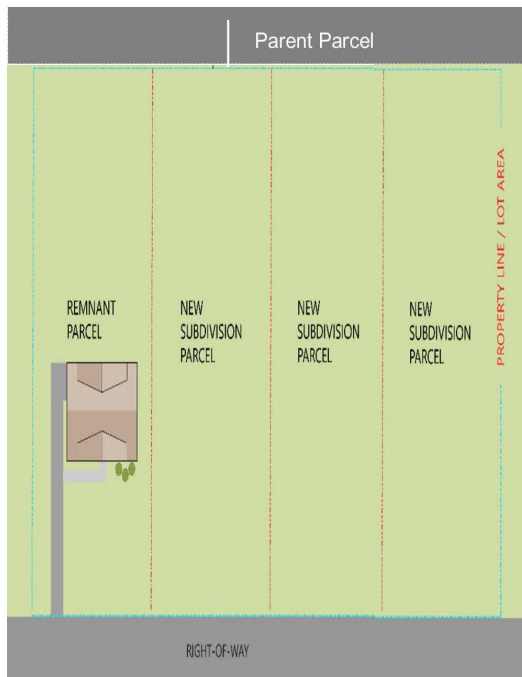 Parent Parcel
PROPERTY LINE / LOT AREA
REMNANT
PARCEL
NEW
SUBDIVISION
PARCEL
NEW
SUBDIVISION
PARCEL
NEW
SUBDIVISION
PARCEL
RIGHT-OF-WAY